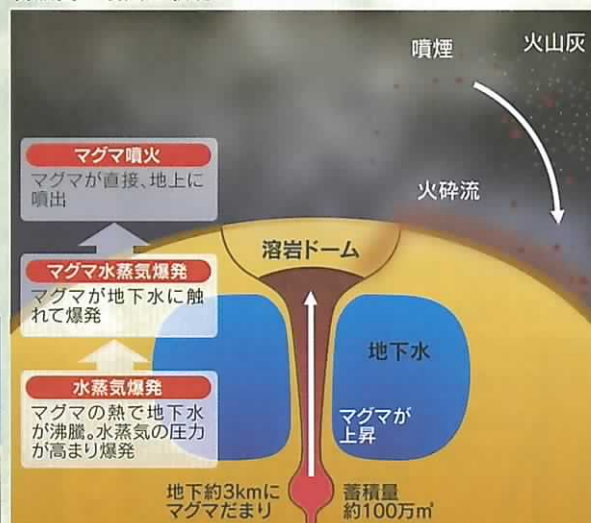 噴煙
火山灰
マグマ噴火
マグマが直接、地上に
噴出
火砕流
溶岩ドーム
マグマ水蒸気爆発
マグマが地下水に触
れて爆発
地下水
水蒸気爆発
マグマの熱で地下水
が沸騰。水蒸気の圧力
が高まり爆発
マグマが
上昇
地下約3kmに
マグマだまり
蓄積量
約100万㎥